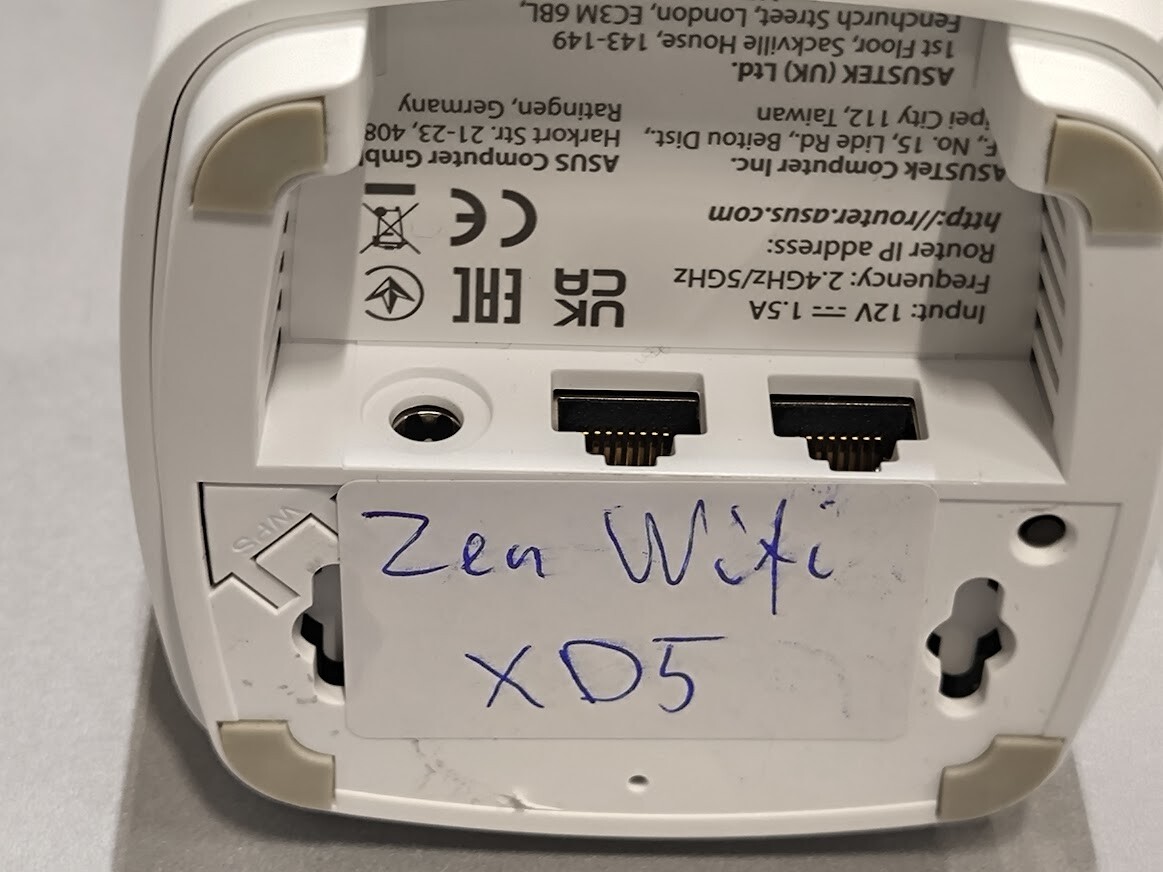 Input: 12V ⎓ 1.5A
Frequency: 2.4GHz/5GHz
Router IP address:
http://router.asus.com
UK
CA
EAC
CE
ASUSTek Computer Inc.
F., No. 15, Lide Rd., Beitou Dist.,
ipei City 112, Taiwan
ASUS Computer Gmb
Harkort Str. 21-23, 408
Ratingen, Germany
ASUSTEK (UK) Ltd.
1st Floor, Sackville House, 143-149
Fenchurch Street, London, EC3M 6BL,
WPS
Zen Wifi
XD5